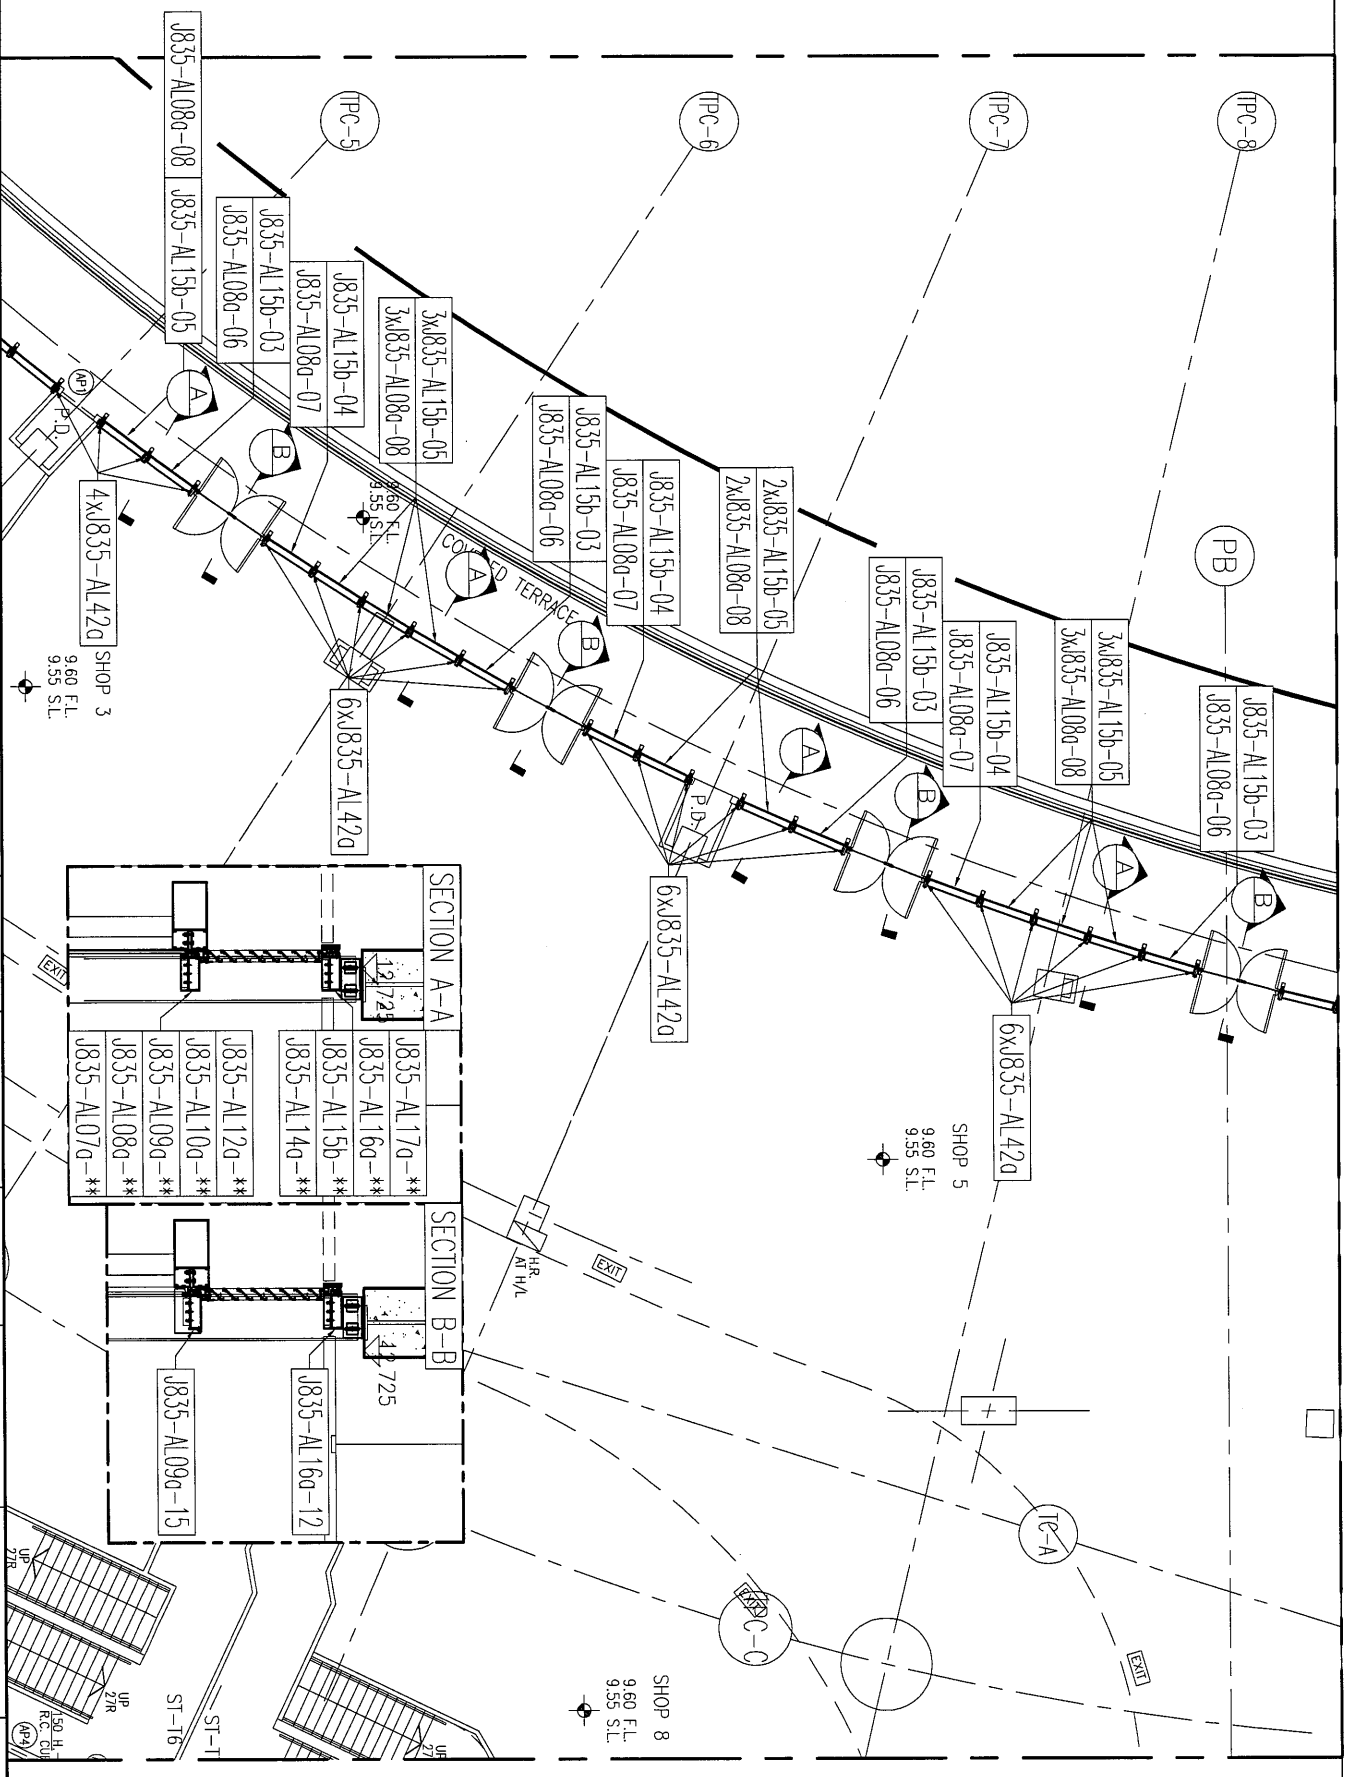 TPC-5
TPC-6
TPC-7
TPC-8
PB
J835-AL08a-08
J835-AL15b-05
J835-AL15b-03
J835-AL08a-06
J835-AL15b-04
J835-AL08a-07
3xJ835-AL15b-05
3xJ835-AL08a-08
J835-AL15b-03
J835-AL08a-06
J835-AL15b-04
J835-AL08a-07
2xJ835-AL15b-05
2xJ835-AL08a-08
J835-AL15b-03
J835-AL08a-06
J835-AL15b-04
J835-AL08a-07
3xJ835-AL15b-05
3xJ835-AL08a-08
J835-AL15b-03
J835-AL08a-06
A
B
A
B
A
B
A
B
AP1
P.D.
9.60 F.L.
9.55 S.L.
TERRACE
P.D.
4xJ835-AL42a
6xJ835-AL42a
6xJ835-AL42a
6xJ835-AL42a
SHOP 3
9.60 F.L.
9.55 S.L.
SHOP 5
9.60 F.L.
9.55 S.L.
SECTION A-A
12.725
J835-AL17a-**
J835-AL16a-**
J835-AL15b-**
J835-AL14a-**
J835-AL12a-**
J835-AL10a-**
J835-AL09a-**
J835-AL08a-**
J835-AL07a-**
SECTION B-B
12.725
J835-AL16a-12
J835-AL09a-15
EXIT
H.R.
AT H/L
EXIT
TC-A
EXIT
SHOP 8
9.60 F.L.
9.55 S.L.
UP
27R
UP
27R
ST-T6
150 H.
AP4